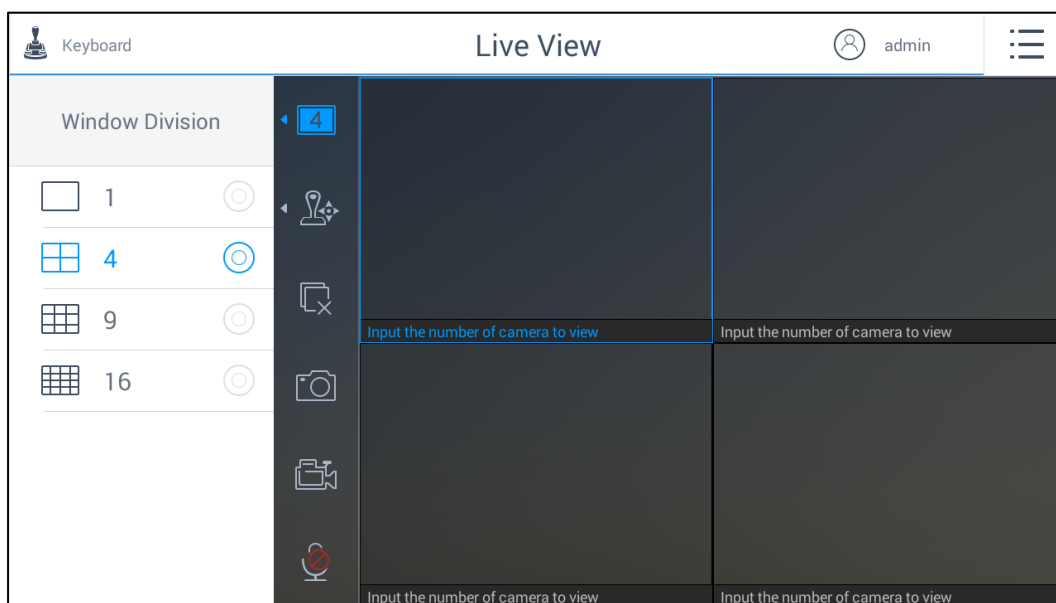 Keyboard
Live View
admin
Window Division
4
1
4
9
16
Input the number of camera to view
Input the number of camera to view
Input the number of camera to view
Input the number of camera to view